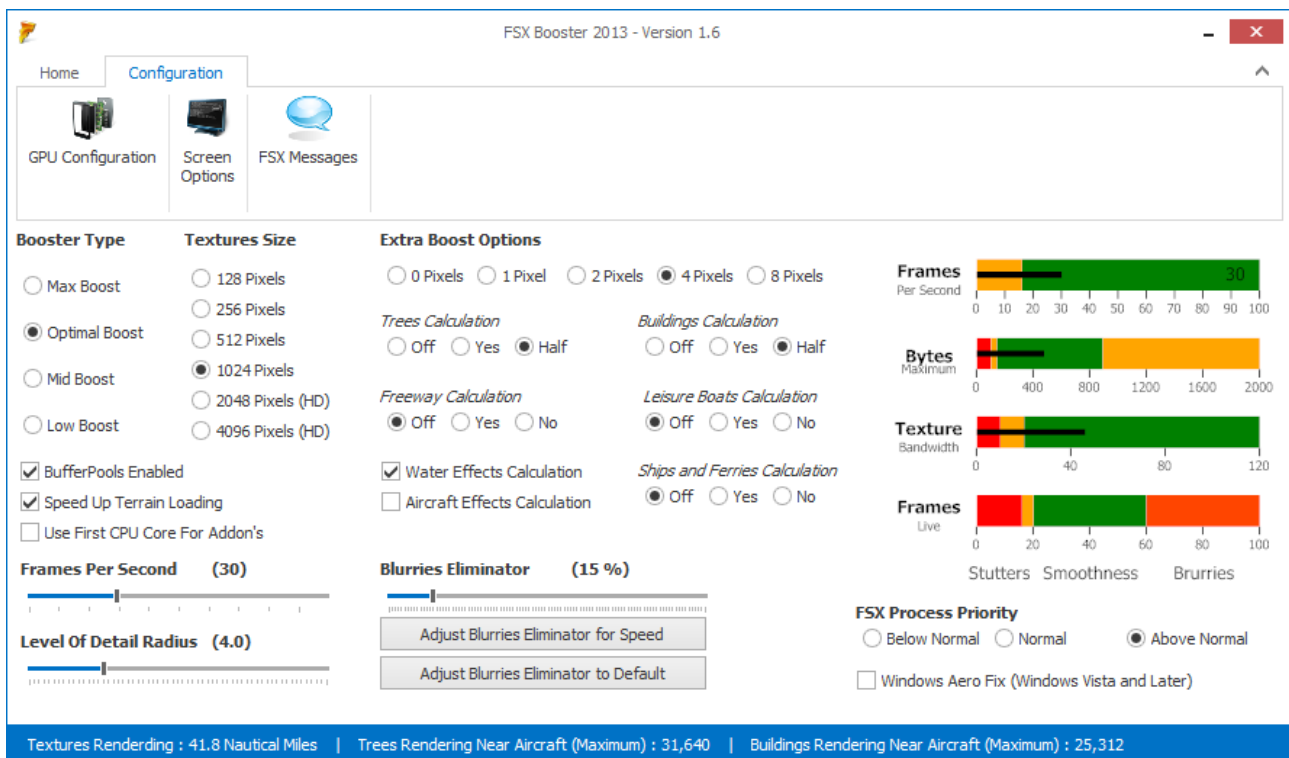 FSX Booster 2013 - Version 1.6
Home Configuration
GPU Configuration Screen Options FSX Messages
Booster Type Textures Size Extra Boost Options
Max Boost
Optimal Boost
Mid Boost
Low Boost
128 Pixels
256 Pixels
512 Pixels
1024 Pixels
2048 Pixels (HD)
4096 Pixels (HD)
0 Pixels 1 Pixel 2 Pixels 4 Pixels 8 Pixels
Trees Calculation Buildings Calculation
Off Yes Half Off Yes Half
Freeway Calculation Leisure Boats Calculation
Off Yes No Off Yes No
Water Effects Calculation Ships and Ferries Calculation
Aircraft Effects Calculation Off Yes No
BufferPools Enabled
Speed Up Terrain Loading
Use First CPU Core For Addon's
Frames Per Second (30)
Level Of Detail Radius (4.0)
Blurries Eliminator (15 %)
Adjust Blurries Eliminator for Speed
Adjust Blurries Eliminator to Default
Frames 30
Per Second
0 10 20 30 40 50 60 70 80 90 100
Bytes
Maximum
0 400 800 1200 1600 2000
Texture
Bandwidth
0 40 80 120
Frames
Live
0 20 40 60 80 100
Stutters Smoothness Brurries
FSX Process Priority
Below Normal Normal Above Normal
Windows Aero Fix (Windows Vista and Later)
Textures Renderding : 41.8 Nautical Miles | Trees Rendering Near Aircraft (Maximum) : 31,640 | Buildings Rendering Near Aircraft (Maximum) : 25,312